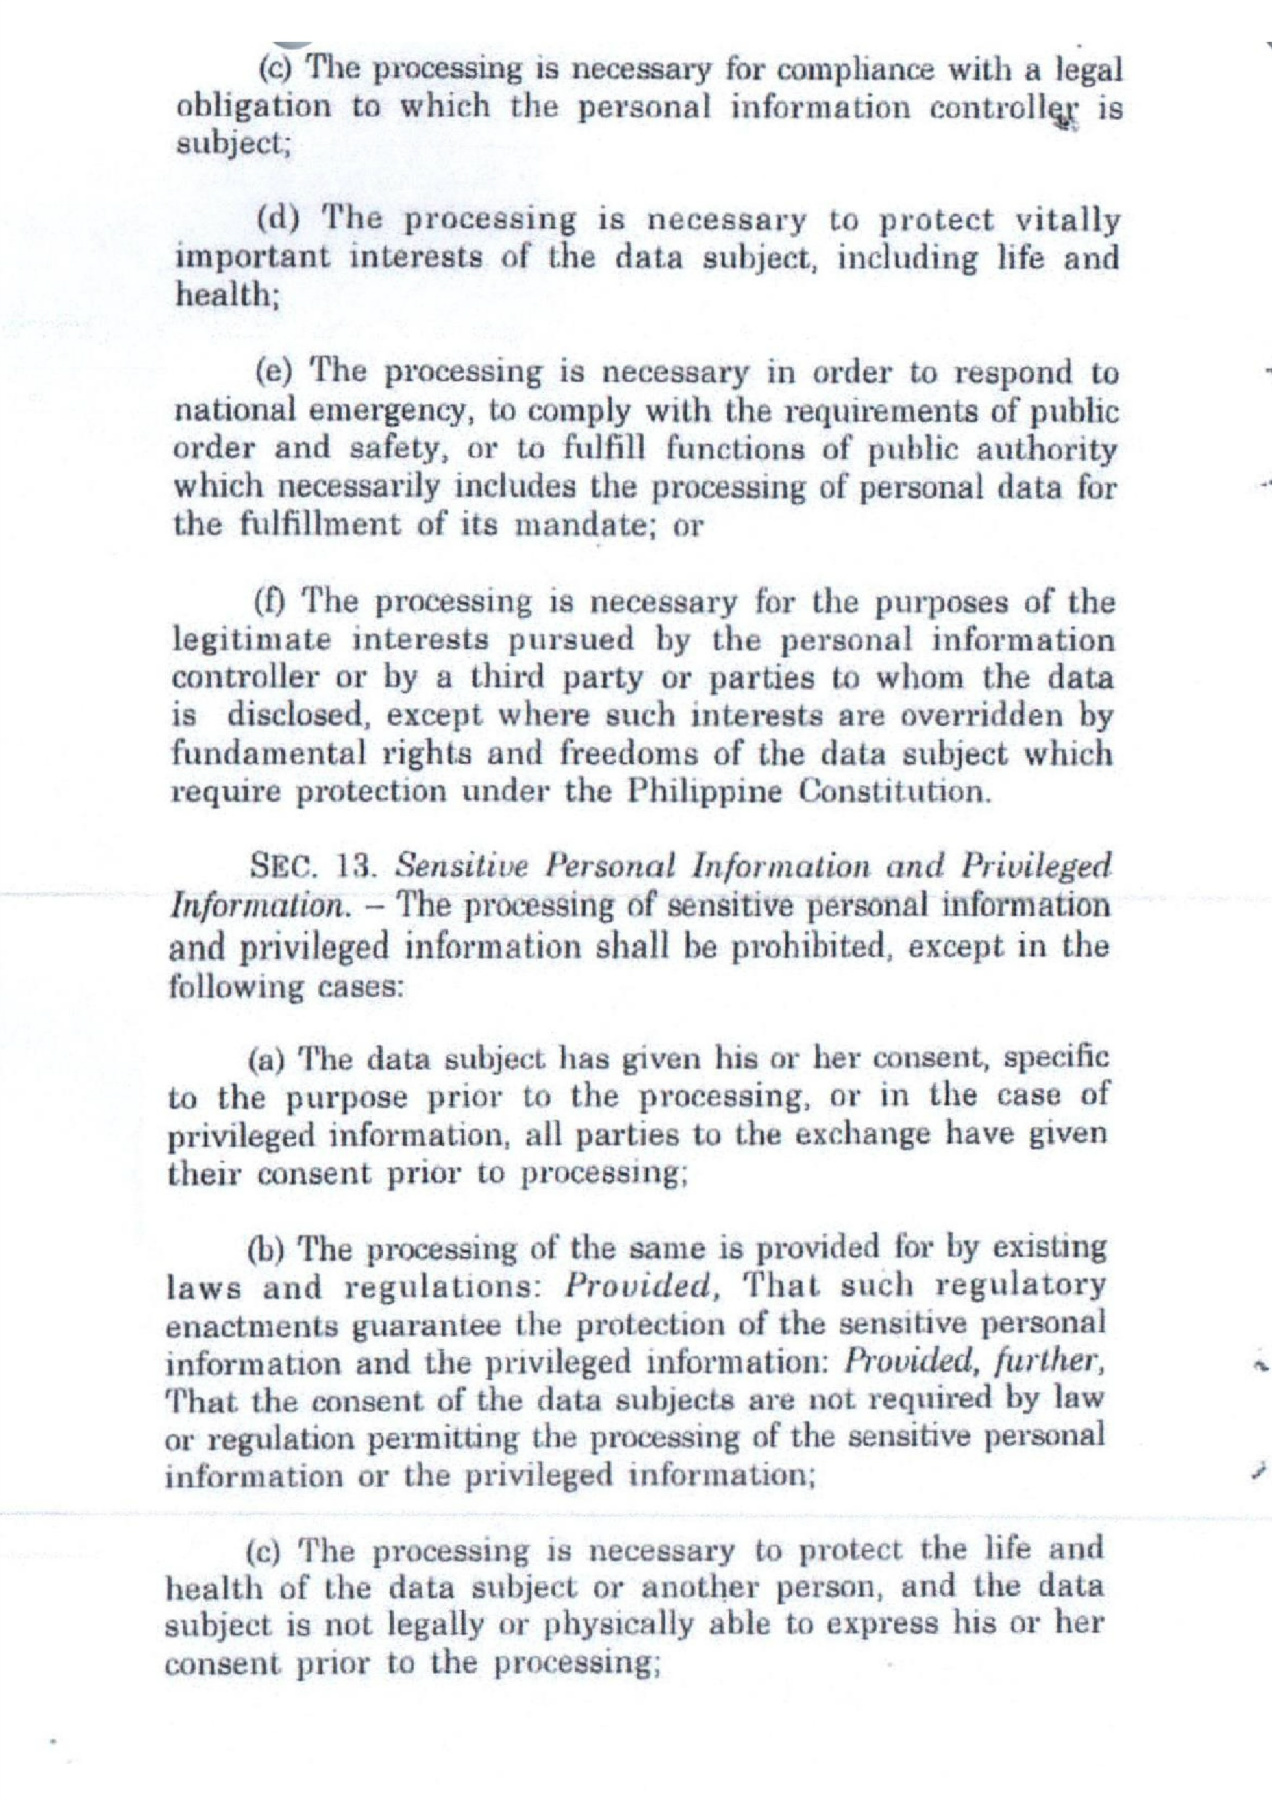 (c) The processing is necessary for compliance with a legal
obligation to which the personal information controller is
subject;
(d) The processing is necessary to protect vitally
important interests of the data subject, including life and
health;
(e) The processing is necessary in order to respond to
national emergency, to comply with the requirements of public
order and safety, or to fulfill functions of public authority
which necessarily includes the processing of personal data for
the fulfillment of its mandate; or
(f) The processing is necessary for the purposes of the
legitimate interests pursued by the personal information
controller or by a third party or parties to whom the data
is disclosed, except where such interests are overridden by
fundamental rights and freedoms of the data subject which
require protection under the Philippine Constitution.
SEC. 13. Sensitive Personal Information and Privileged
Information. – The processing of sensitive personal information
and privileged information shall be prohibited, except in the
following cases:
(a) The data subject has given his or her consent, specific
to the purpose prior to the processing, or in the case of
privileged information, all parties to the exchange have given
their consent prior to processing;
(b) The processing of the same is provided for by existing
laws and regulations: Provided, That such regulatory
enactments guarantee the protection of the sensitive personal
information and the privileged information: Provided, further,
That the consent of the data subjects are not required by law
or regulation permitting the processing of the sensitive personal
information or the privileged information;
(c) The processing is necessary to protect the life and
health of the data subject or another person, and the data
subject is not legally or physically able to express his or her
consent prior to the processing;